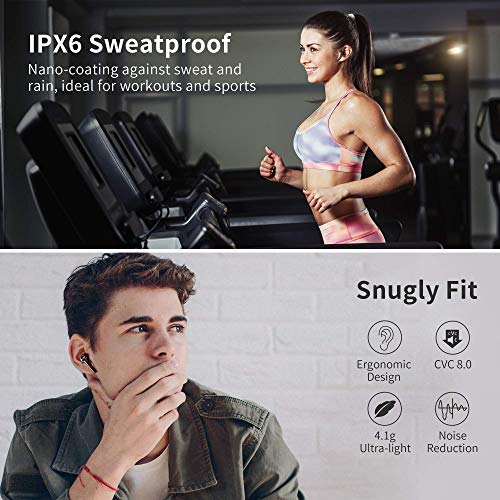 IPX6 Sweatproof
Nano-coating against sweat and
rain, ideal for workouts and sports
Snugly Fit
Ergonomic
Design
CVC
CVC 8.0
4.1g
Ultra-light
Noise
Reduction